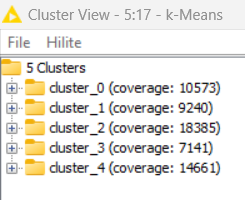 Cluster View - 5:17 - k-Means
File Hilite
5 Clusters
cluster_0 (coverage: 10573)
cluster_1 (coverage: 9240)
cluster_2 (coverage: 18385)
cluster_3 (coverage: 7141)
cluster_4 (coverage: 14661)